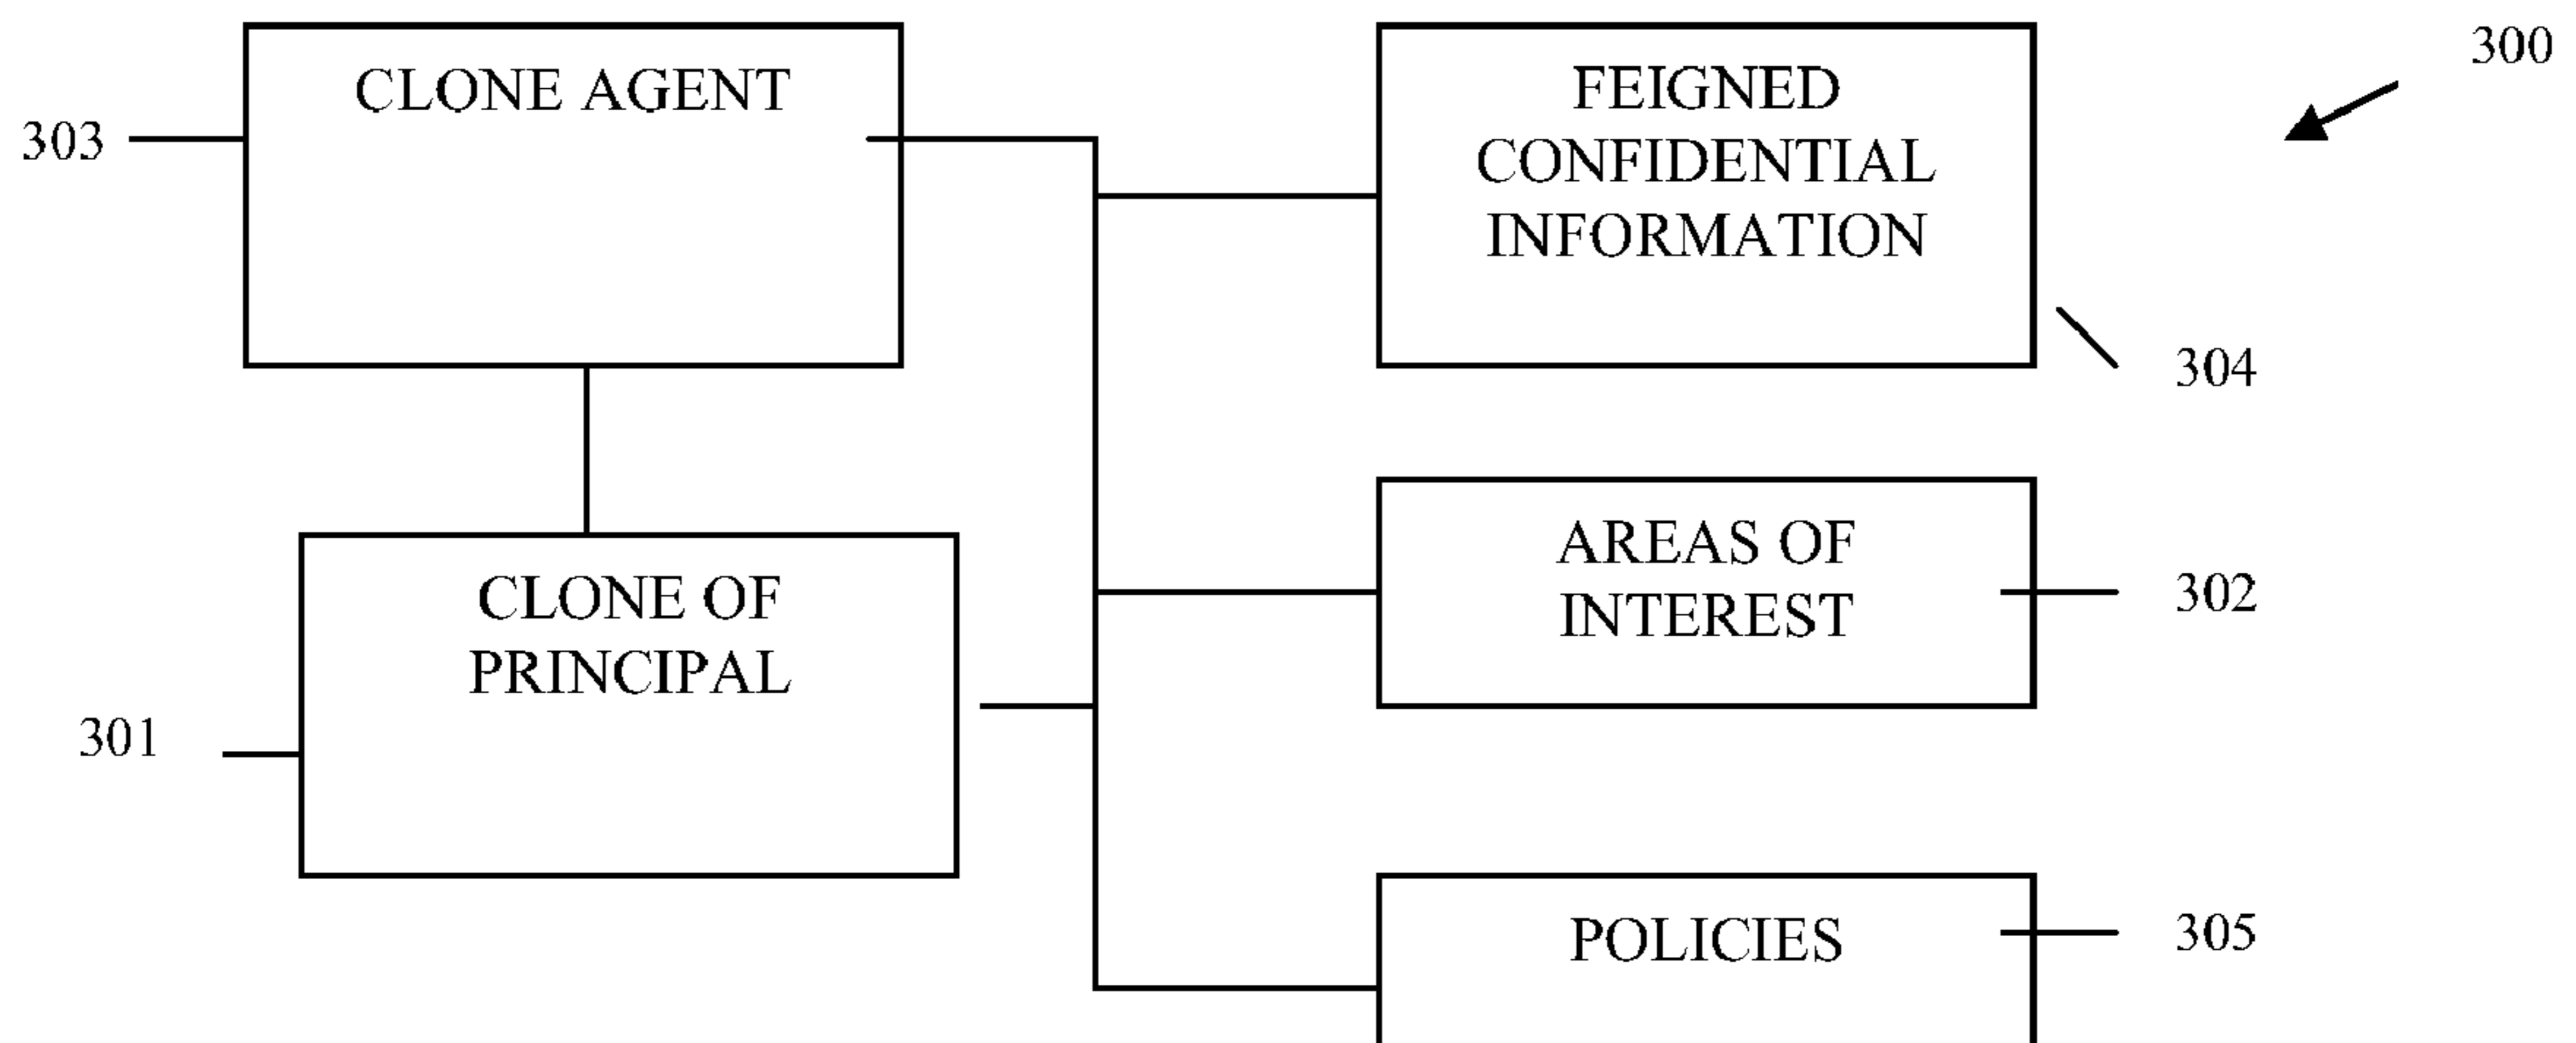 300
CLONE AGENT
303
FEIGNED
CONFIDENTIAL
INFORMATION
304
CLONE OF
PRINCIPAL
301
AREAS OF
INTEREST
302
POLICIES
305